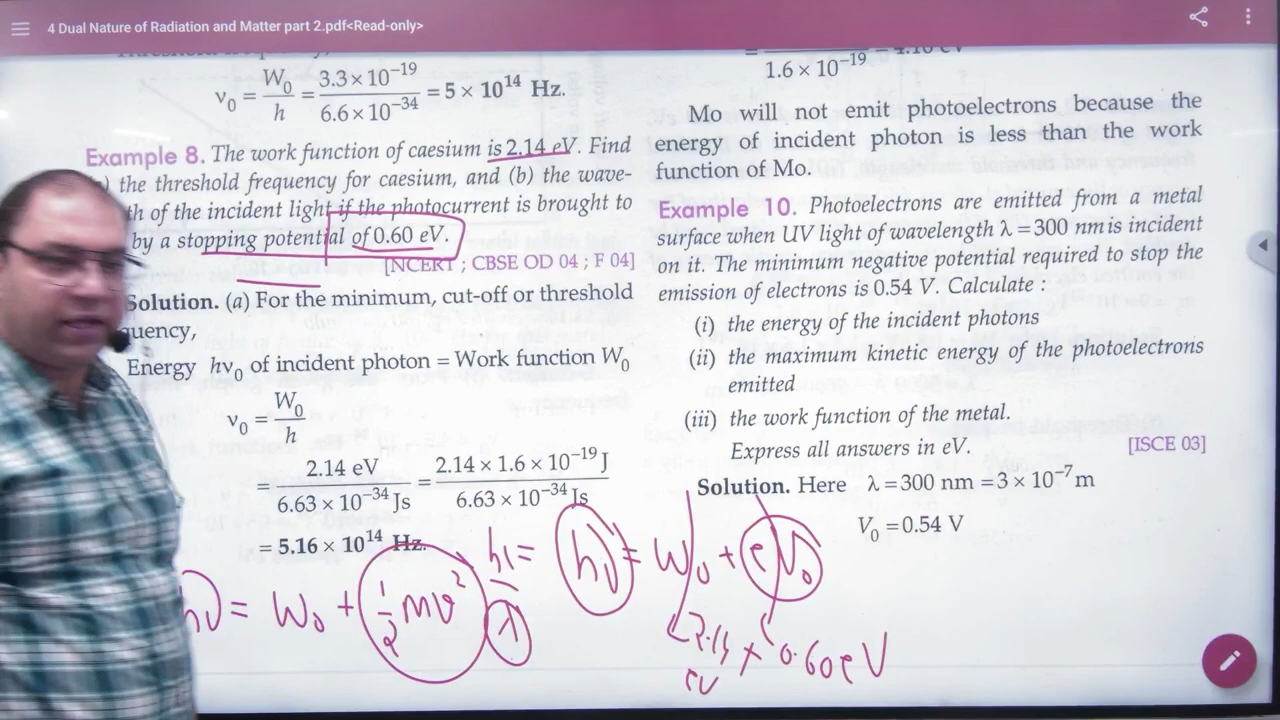 4 Dual Nature of Radiation and Matter part 2.pdf<Read-only>
ν₀ = W₀/h = 3.3 × 10⁻¹⁹ / 6.6 × 10⁻³⁴ = 5 × 10¹⁴ Hz.
Example 8. The work function of caesium is 2.14 eV. Find
the threshold frequency for caesium, and (b) the wave-
th of the incident light if the photocurrent is brought to
by a stopping potential of 0.60 eV.
[NCERT ; CBSE OD 04 ; F 04]
Solution. (a) For the minimum, cut-off or threshold
quency,
Energy hν₀ of incident photon = Work function W₀
ν₀ = W₀/h
= 2.14 eV / 6.63 × 10⁻³⁴ Js = 2.14 × 1.6 × 10⁻¹⁹ J / 6.63 × 10⁻³⁴ Js
= 5.16 × 10¹⁴ Hz.
hν = W₀ + ½ mv²
= / 1.6 × 10⁻¹⁹ = 4.16 eV
Mo will not emit photoelectrons because the
energy of incident photon is less than the work
function of Mo.
Example 10. Photoelectrons are emitted from a metal
surface when UV light of wavelength λ = 300 nm is incident
on it. The minimum negative potential required to stop the
emission of electrons is 0.54 V. Calculate :
(i) the energy of the incident photons
(ii) the maximum kinetic energy of the photoelectrons
emitted
(iii) the work function of the metal.
Express all answers in eV.
[ISCE 03]
Solution. Here λ = 300 nm = 3 × 10⁻⁷ m
V₀ = 0.54 V
= hν = W₀ + eV₀
0.60 eV